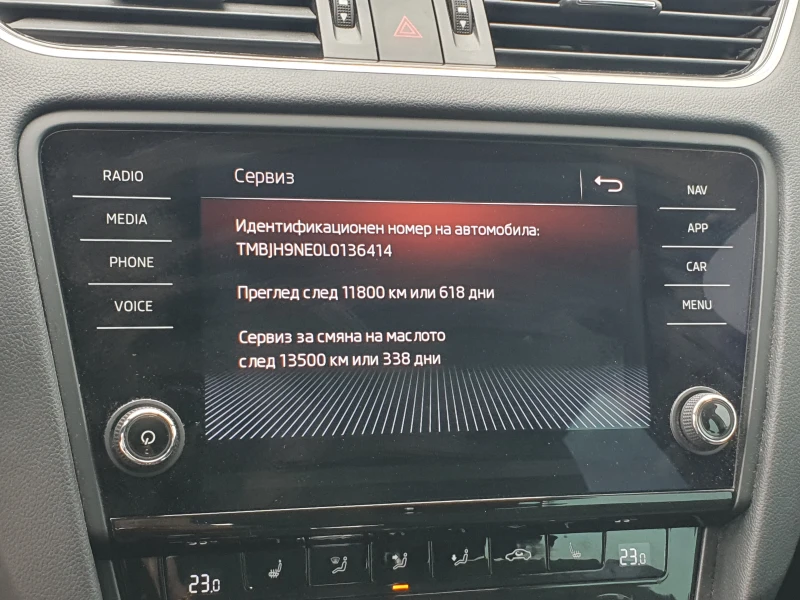 Сервиз
RADIO
MEDIA
PHONE
VOICE
Идентификационен номер на автомобила:
TMBJH9NE0L0136414
Преглед след 11800 км или 618 дни
Сервиз за смяна на маслото
след 13500 км или 338 дни
NAV
APP
CAR
MENU
23.0
23.0